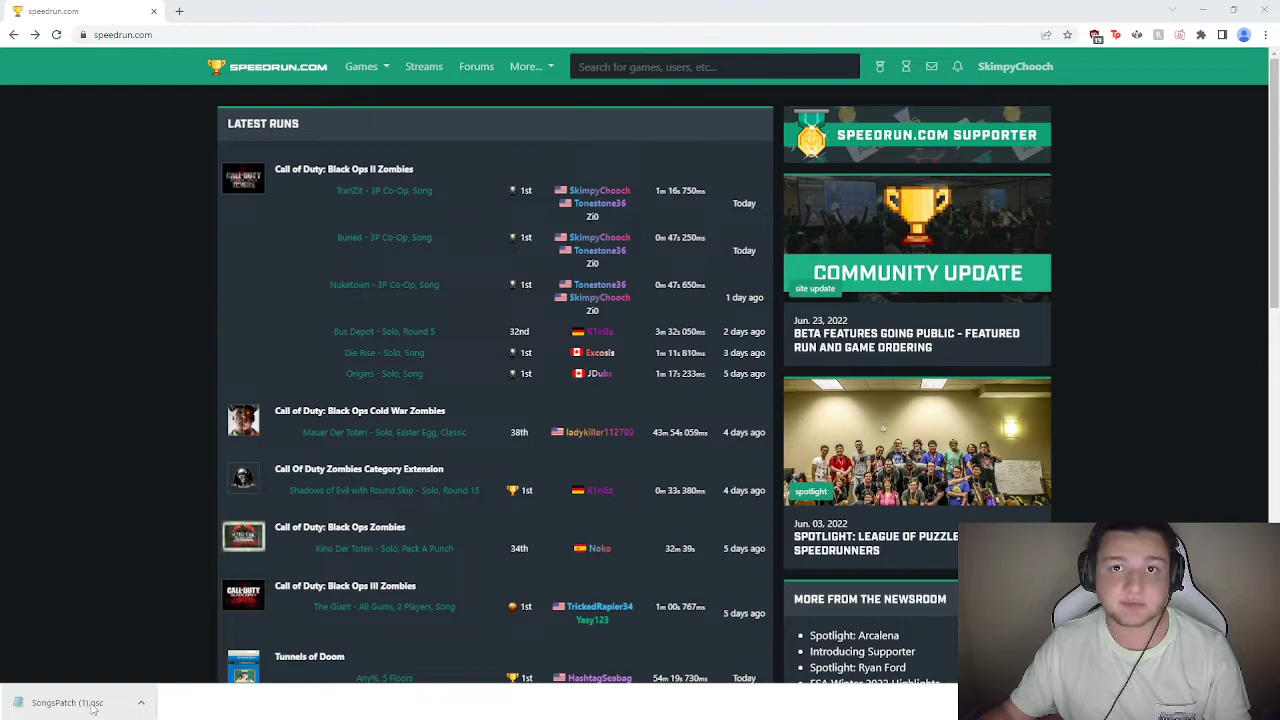 speedrun.com
speedrun.com
SPEEDRUN.COM
Games
Streams
Forums
More...
Search for games, users, etc...
SkimpyChooch
LATEST RUNS
Call of Duty: Black Ops II Zombies
TranZit - 3P Co-Op, Song
1st
SkimpyChooch
Tonestone36
Zi0
1m 16s 750ms
Today
Buried - 3P Co-Op, Song
1st
SkimpyChooch
Tonestone36
Zi0
0m 47s 250ms
Today
Nuketown - 3P Co-Op, Song
1st
Tonestone36
SkimpyChooch
Zi0
0m 47s 650ms
1 day ago
Bus Depot - Solo, Round 5
32nd
K1nGz
3m 32s 050ms
2 days ago
Die Rise - Solo, Song
1st
Excosis
1m 11s 810ms
3 days ago
Origins - Solo, Song
1st
JDubs
1m 17s 233ms
5 days ago
Call of Duty: Black Ops Cold War Zombies
Mauer Der Toten - Solo, Easter Egg, Classic
38th
ladykiller112789
43m 54s 059ms
4 days ago
Call Of Duty Zombies Category Extension
Shadows of Evil with Round Skip - Solo, Round 15
1st
K1nGz
0m 33s 380ms
4 days ago
Call of Duty: Black Ops Zombies
Kino Der Toten - Solo, Pack A Punch
34th
Noko
32m 39s
5 days ago
Call of Duty: Black Ops III Zombies
The Giant - All Gums, 2 Players, Song
1st
TrickedRapier34
Yasy123
1m 00s 767ms
5 days ago
Tunnels of Doom
Any%, 5 Floors
1st
HashtagSeabag
54m 19s 730ms
Today
SPEEDRUN.COM SUPPORTER
COMMUNITY UPDATE
site update
Jun. 23, 2022
BETA FEATURES GOING PUBLIC - FEATURED
RUN AND GAME ORDERING
spotlight
Jun. 03, 2022
SPOTLIGHT: LEAGUE OF PUZZLE
SPEEDRUNNERS
MORE FROM THE NEWSROOM
Spotlight: Arcalena
Introducing Supporter
Spotlight: Ryan Ford
ESA Winter 2022 Highlights
SongsPatch (1).gsc